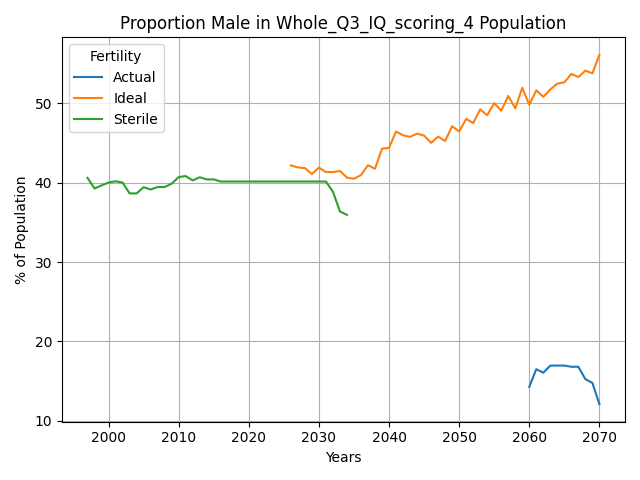 Proportion Male in Whole_Q3_IQ_scoring_4 Population
Fertility
Actual
Ideal
Sterile
% of Population
50
40
30
20
10
2000 2010 2020 2030 2040 2050 2060 2070
Years